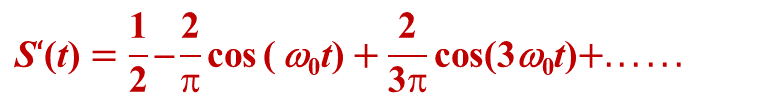 S‘(t) = 1/2 − 2/π cos ( ω₀t) + 2/3π cos(3ω₀t)+……